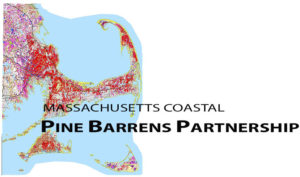 MASSACHUSETTS COASTAL
PINE BARRENS PARTNERSHIP